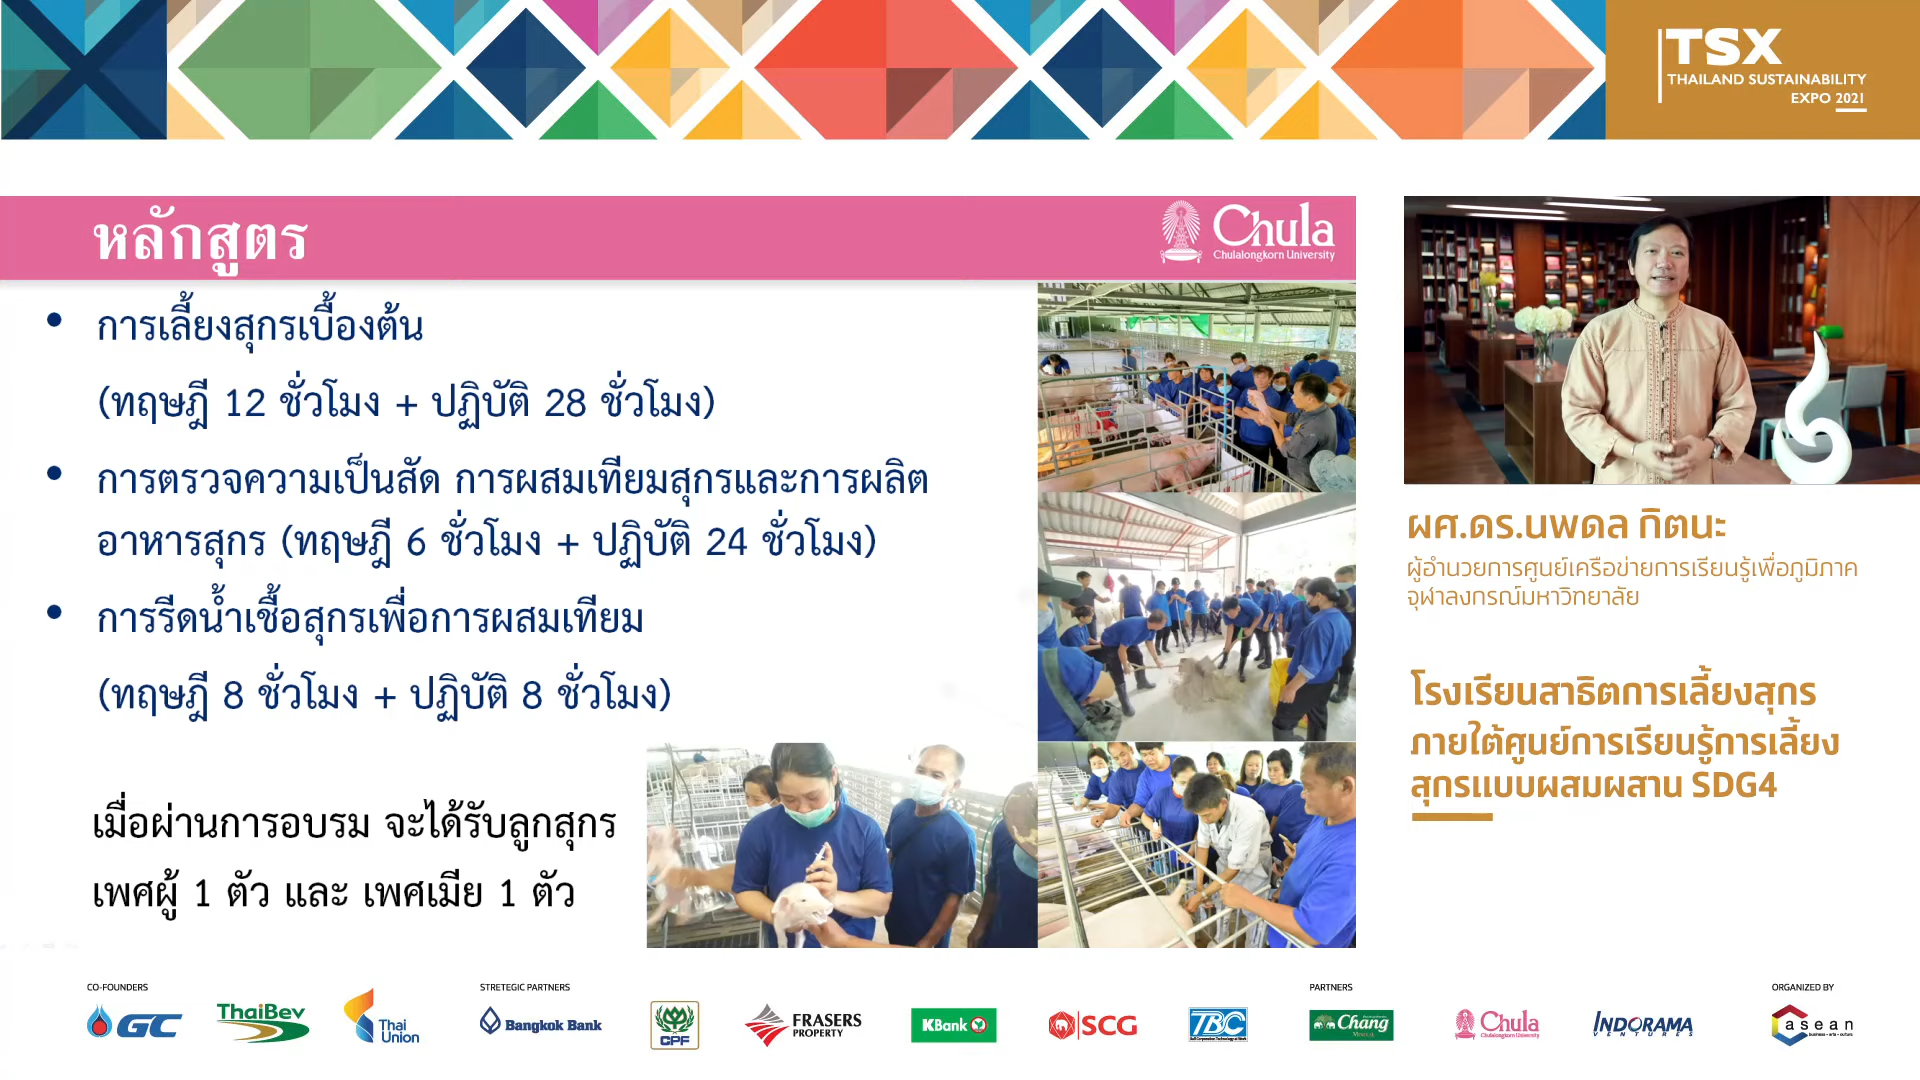 TSX
THAILAND SUSTAINABILITY
EXPO 2021
หลักสูตร
Chula
Chulalongkorn University
• การเลี้ยงสุกรเบื้องต้น
(ทฤษฎี 12 ชั่วโมง + ปฏิบัติ 28 ชั่วโมง)
• การตรวจความเป็นสัด การผสมเทียมสุกรและการผลิต
อาหารสุกร (ทฤษฎี 6 ชั่วโมง + ปฏิบัติ 24 ชั่วโมง)
• การรีดน้ำเชื้อสุกรเพื่อการผสมเทียม
(ทฤษฎี 8 ชั่วโมง + ปฏิบัติ 8 ชั่วโมง)
เมื่อผ่านการอบรม จะได้รับลูกสุกร
เพศผู้ 1 ตัว และ เพศเมีย 1 ตัว
ผศ.ดร.นพดล กิตนะ
ผู้อำนวยการศูนย์เครือข่ายการเรียนรู้เพื่อภูมิภาค
จุฬาลงกรณ์มหาวิทยาลัย
โรงเรียนสาธิตการเลี้ยงสุกร
ภายใต้ศูนย์การเรียนรู้การเลี้ยง
สุกรแบบผสมผสาน SDG4
CO-FOUNDERS
GC
ThaiBev
Thai
Union
STRETEGIC PARTNERS
Bangkok Bank
CPF
FRASERS
PROPERTY
KBank
SCG
TBC
PARTNERS
Chang
Chula
Chulalongkorn University
INDORAMA
VENTURES
ORGANIZED BY
asean